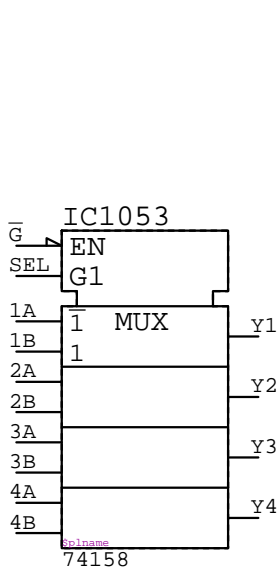 IC1053
G̅
EN
SEL
G1
1A
1̅
MUX
Y1
1B
1
2A
Y2
2B
3A
Y3
3B
4A
Y4
4B
$plname
74158